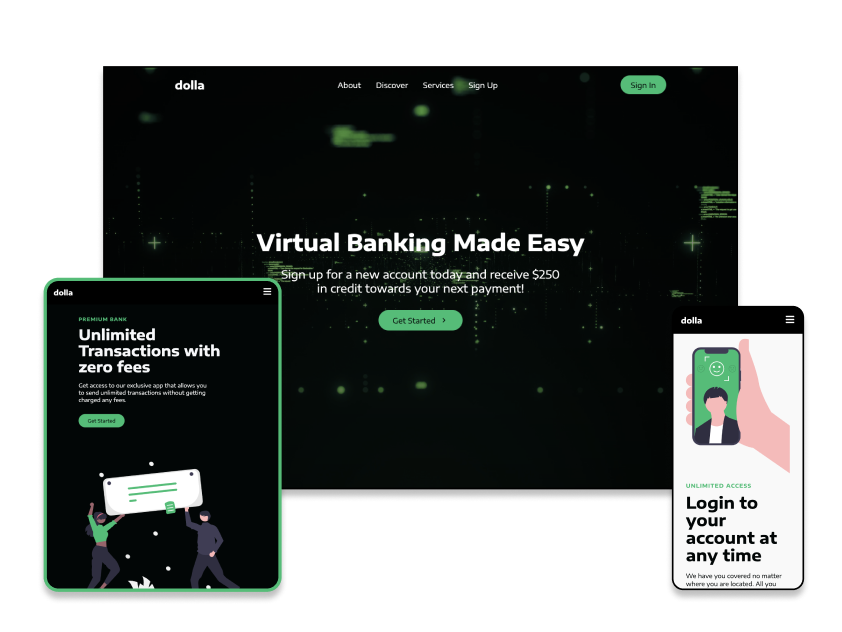 dolla
About Discover Services Sign Up
Sign In
Virtual Banking Made Easy
Sign up for a new account today and receive $250
in credit towards your next payment!
Get Started
dolla
PREMIUM BANK
Unlimited
Transactions with
zero fees
Get access to our exclusive app that allows you
to send unlimited transactions without getting
charged any fees.
Get Started
dolla
UNLIMITED ACCESS
Login to
your
account at
any time
We have you covered no matter
where you are located. All you